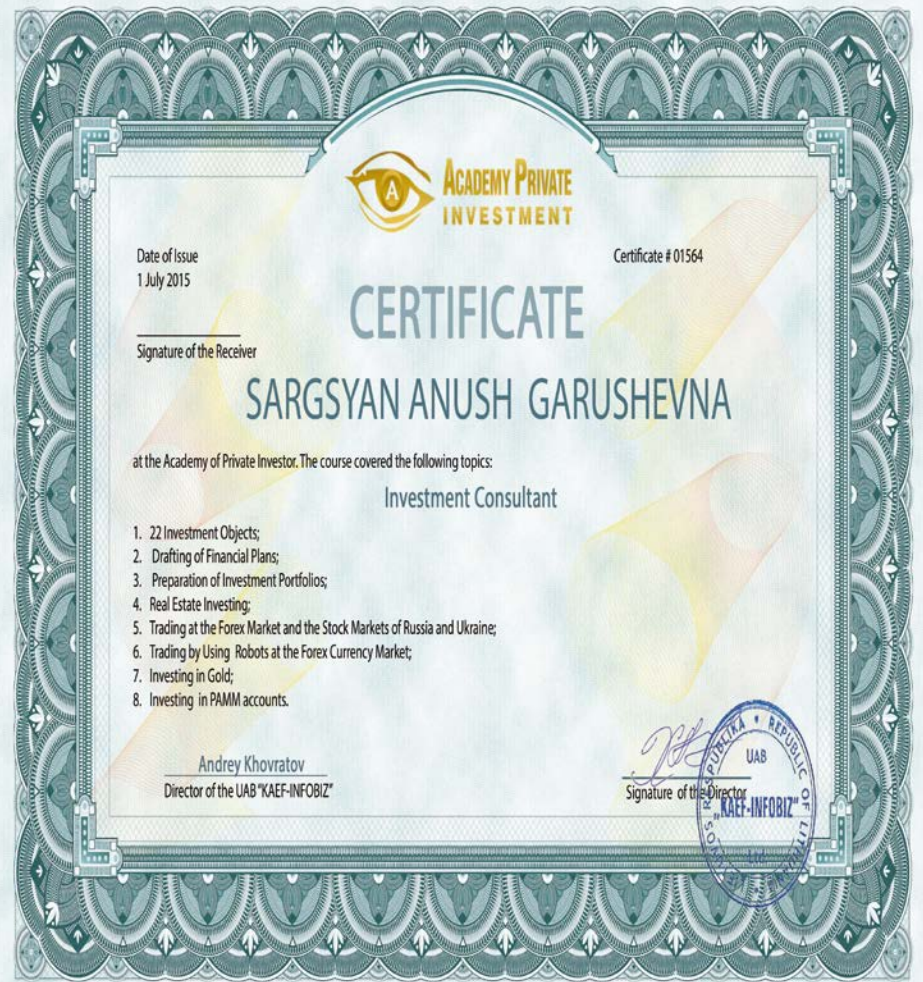 ACADEMY PRIVATE
INVESTMENT
Date of Issue
1 July 2015
Certificate # 01564
CERTIFICATE
Signature of the Receiver
SARGSYAN ANUSH GARUSHEVNA
at the Academy of Private Investor. The course covered the following topics:
Investment Consultant
1. 22 Investment Objects;
2. Drafting of Financial Plans;
3. Preparation of Investment Portfolios;
4. Real Estate Investing;
5. Trading at the Forex Market and the Stock Markets of Russia and Ukraine;
6. Trading by Using Robots at the Forex Currency Market;
7. Investing in Gold;
8. Investing in PAMM accounts.
Andrey Khovratov
Director of the UAB "KAEF-INFOBIZ"
Signature of the Director
REPUBLIC OF
UAB
„KAEF-INFOBIZ"
Ltd.